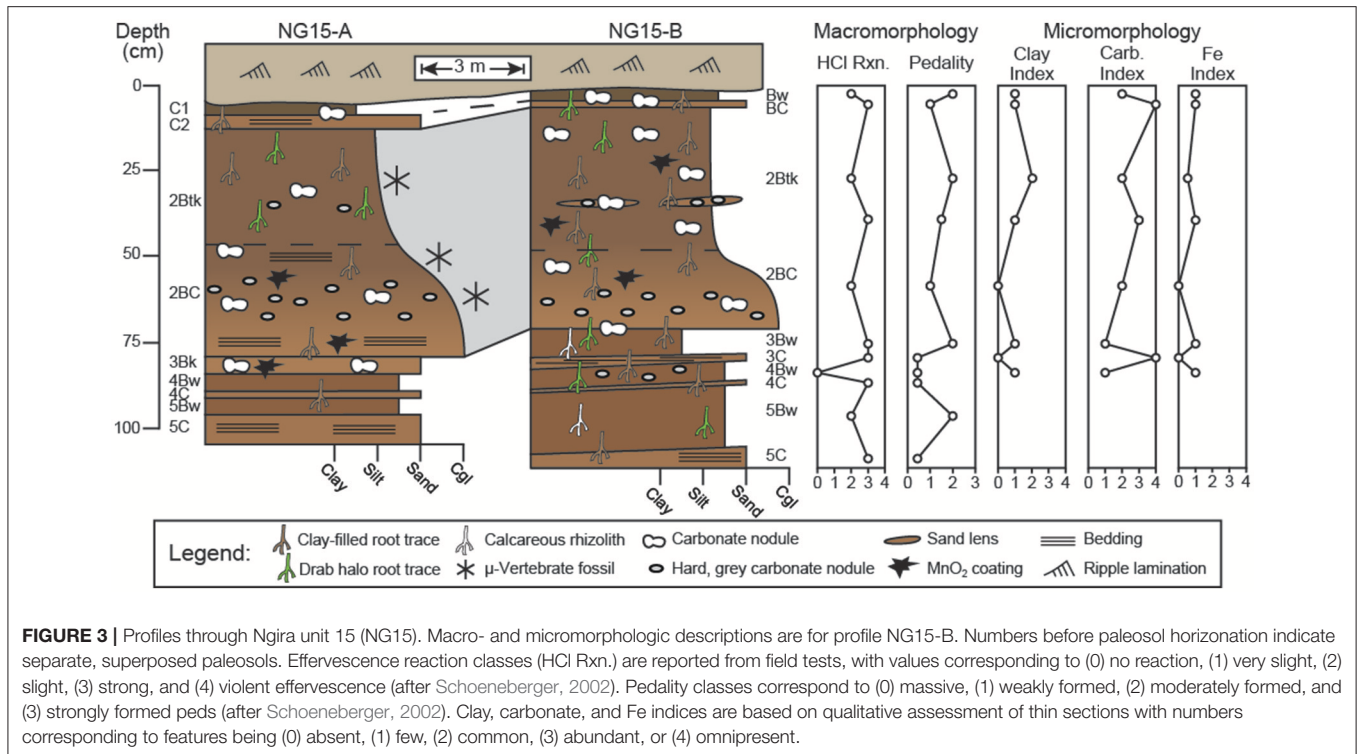 Depth
(cm)
NG15-A
NG15-B
Macromorphology
Micromorphology
HCl Rxn.
Pedality
Clay
Index
Carb.
Index
Fe
Index
3 m
0
25
50
75
100
C1
C2
2Btk
2BC
3Bk
4Bw
4C
5Bw
5C
Clay
Silt
Sand
Cgl
Bw
BC
2Btk
2BC
3Bw
3C
4Bw
4C
5Bw
5C
Clay
Silt
Sand
Cgl
0 1 2 3 4
0 1 2 3
0 1 2 3 4
0 1 2 3 4
0 1 2 3 4
Legend:
Clay-filled root trace
Calcareous rhizolith
Carbonate nodule
Sand lens
Bedding
Drab halo root trace
µ-Vertebrate fossil
Hard, grey carbonate nodule
MnO₂ coating
Ripple lamination
FIGURE 3 | Profiles through Ngira unit 15 (NG15). Macro- and micromorphologic descriptions are for profile NG15-B. Numbers before paleosol horizonation indicate
separate, superposed paleosols. Effervescence reaction classes (HCl Rxn.) are reported from field tests, with values corresponding to (0) no reaction, (1) very slight, (2)
slight, (3) strong, and (4) violent effervescence (after Schoeneberger, 2002). Pedality classes correspond to (0) massive, (1) weakly formed, (2) moderately formed, and
(3) strongly formed peds (after Schoeneberger, 2002). Clay, carbonate, and Fe indices are based on qualitative assessment of thin sections with numbers
corresponding to features being (0) absent, (1) few, (2) common, (3) abundant, or (4) omnipresent.